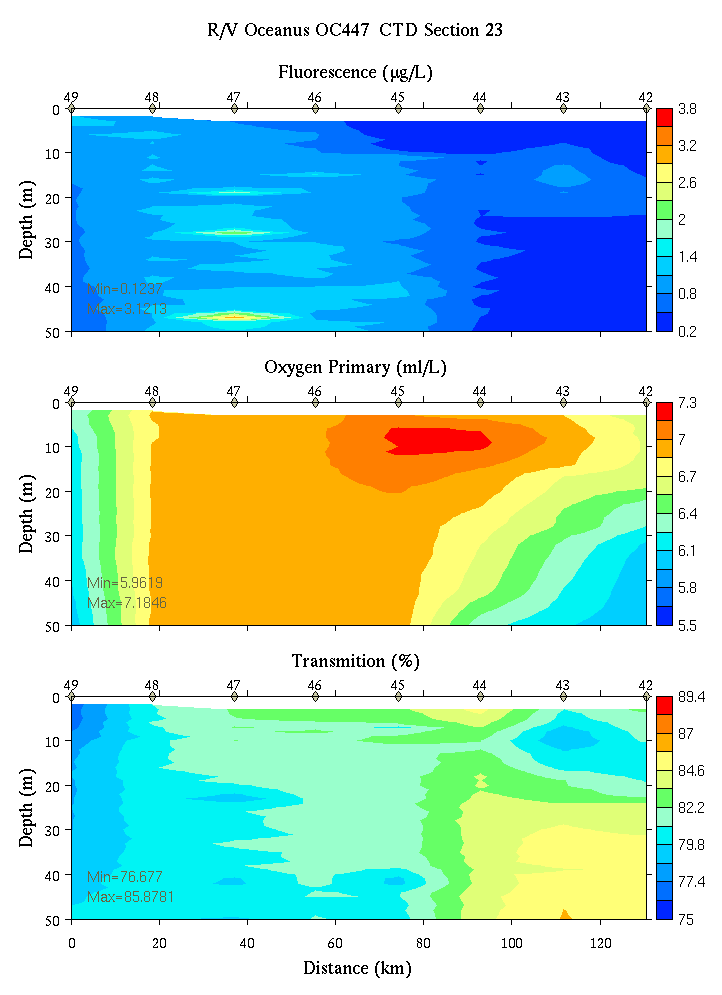 R/V Oceanus OC447 CTD Section 23
Fluorescence (µg/L)
49 48 47 46 45 44 43 42
0
10
20
30
40
50
Depth (m)
Min=0.1237
Max=3.1213
3.8
3.2
2.6
2
1.4
0.8
0.2
Oxygen Primary (ml/L)
49 48 47 46 45 44 43 42
0
10
20
30
40
50
Depth (m)
Min=5.9619
Max=7.1846
7.3
7
6.7
6.4
6.1
5.8
5.5
Transmition (%)
49 48 47 46 45 44 43 42
0
10
20
30
40
50
Depth (m)
Min=76.677
Max=85.8781
89.4
87
84.6
82.2
79.8
77.4
75
0 20 40 60 80 100 120
Distance (km)